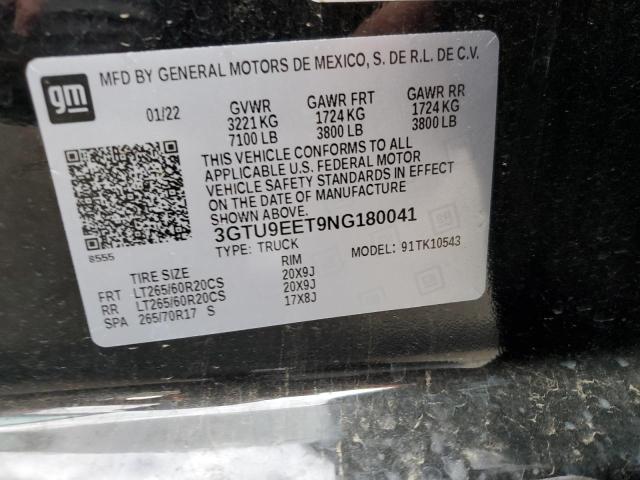 gm
MFD BY GENERAL MOTORS DE MEXICO, S. DE R.L. DE C.V.
01/22 GVWR GAWR FRT GAWR RR
3221 KG 1724 KG 1724 KG
7100 LB 3800 LB 3800 LB
THIS VEHICLE CONFORMS TO ALL
APPLICABLE U.S. FEDERAL MOTOR
VEHICLE SAFETY STANDARDS IN EFFECT
ON THE DATE OF MANUFACTURE
SHOWN ABOVE.
3GTU9EET9NG180041
8555 TYPE: TRUCK MODEL: 91TK10543
TIRE SIZE RIM
FRT LT265/60R20CS 20X9J
RR LT265/60R20CS 20X9J
SPA 265/70R17 S 17X8J